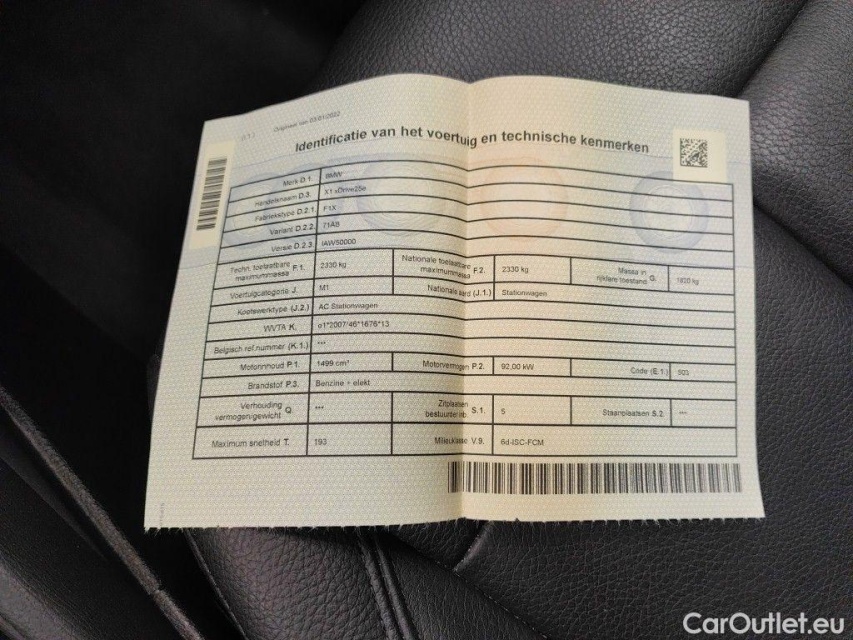 Origineel van 03/01/2022
Identificatie van het voertuig en technische kenmerken
Merk D.1. BMW
Handelsnaam D.3. X1 xDrive25e
Fabriekstype D.2.1 F1X
Variant D.2.2 71AB
Versie D.2.3 IAW50000
Techn. toelaatbare maximummassa F.1. 2330 kg Nationale toelaatbare maximummassa F.2. 2330 kg Massa in rijklare toestand G. 1820 kg
Voertuigcategorie J. M1 Nationale aard (J.1.) Stationwagen
Koetswerktype (J.2.) AC Stationwagen
WVTA K. e1*2007/46*1676*13
Belgisch ref.nummer (K.1.) ***
Motorinhoud P.1. 1499 cm³ Motorvermogen P.2. 92,00 kW Code (E.1.) 503
Brandstof P.3. Benzine + elekt
Verhouding vermogen/gewicht Q. *** Zitplaatsen bestuurder inb. S.1. 5 Staanplaatsen S.2. ***
Maximum snelheid T. 193 Milieuklasse V.9. 6d-ISC-FCM
CarOutlet.eu